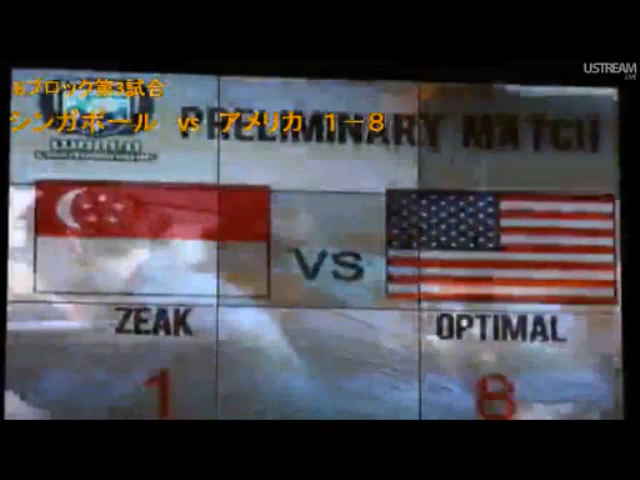 USTREAM
LIVE
Bブロック第3試合
シンガポール vs アメリカ 1－8
PRELIMINARY MATCH
VS
ZEAK
OPTIMAL
1
8